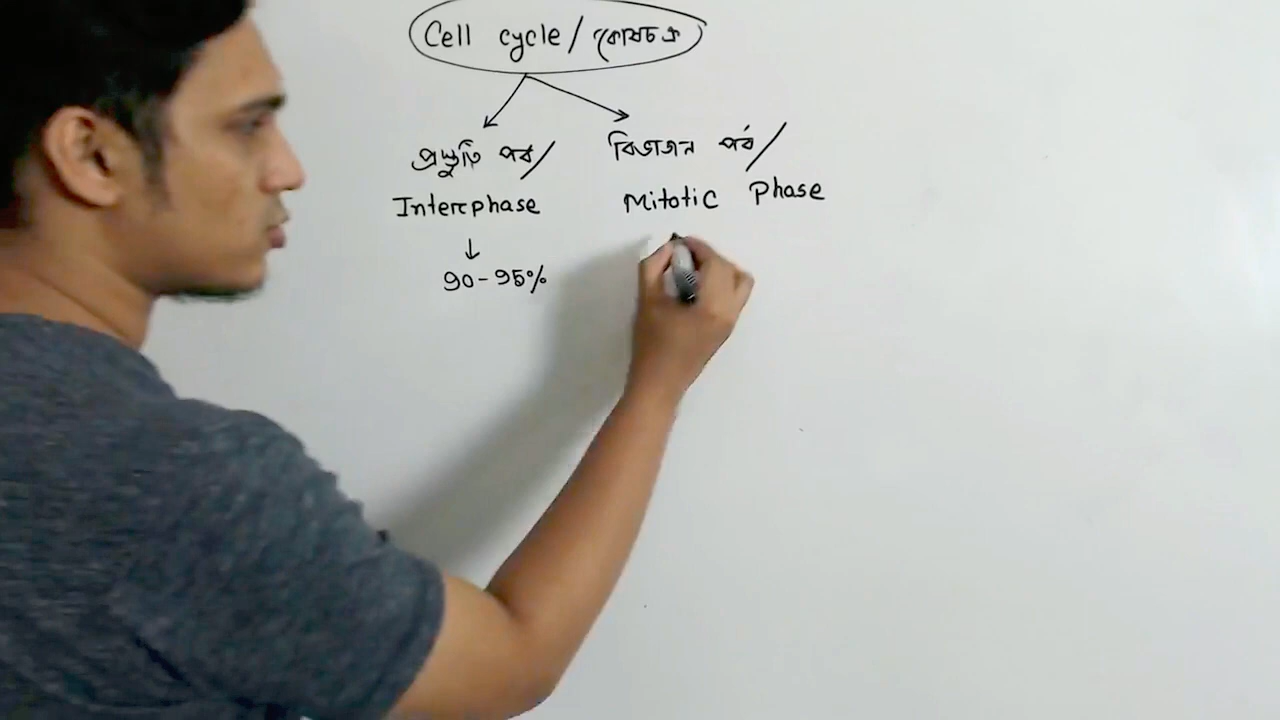 Cell cycle / কোষচক্র
প্রস্তুতি পর্ব /
Interphase
90-95%
বিভাজন পর্ব /
Mitotic Phase